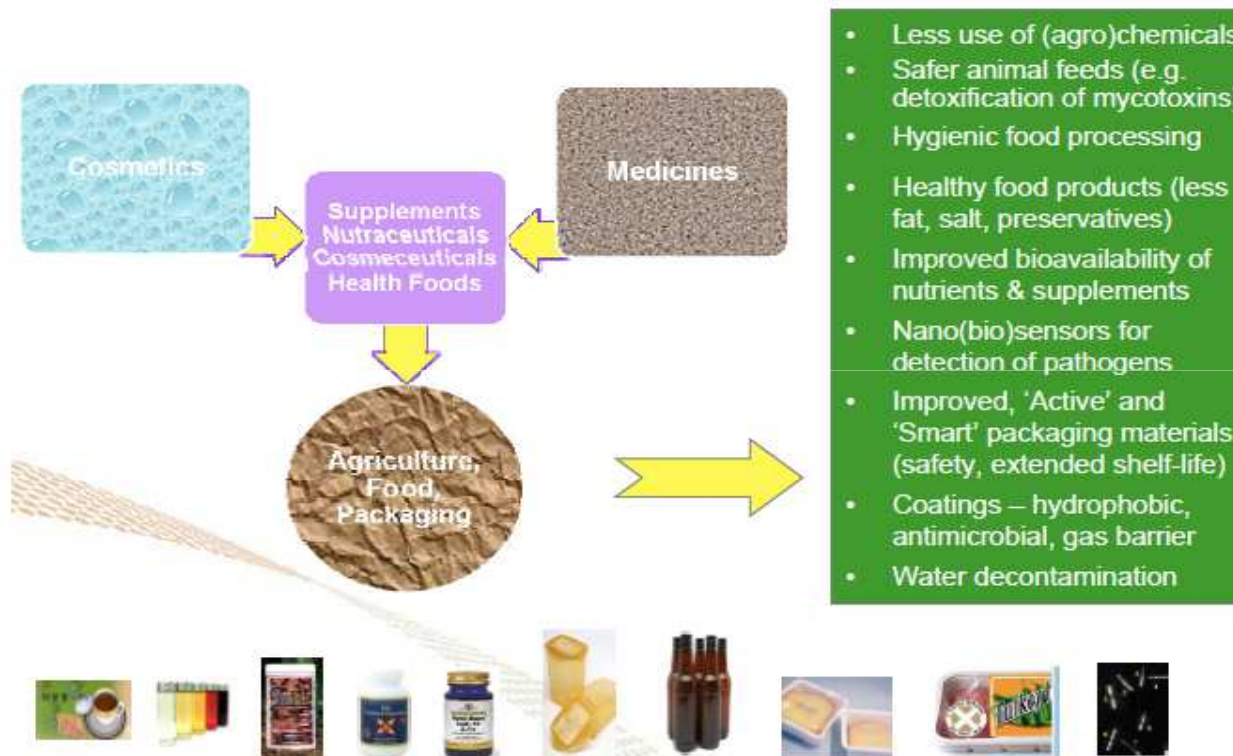 Cosmetics
Medicines
Supplements
Nutraceuticals
Cosmeceuticals
Health Foods
Agriculture,
Food,
Packaging
• Less use of (agro)chemicals
• Safer animal feeds (e.g.
detoxification of mycotoxins
• Hygienic food processing
• Healthy food products (less
fat, salt, preservatives)
• Improved bioavailability of
nutrients & supplements
• Nano(bio)sensors for
detection of pathogens
• Improved, ‘Active’ and
‘Smart’ packaging materials
(safety, extended shelf-life)
• Coatings – hydrophobic,
antimicrobial, gas barrier
• Water decontamination